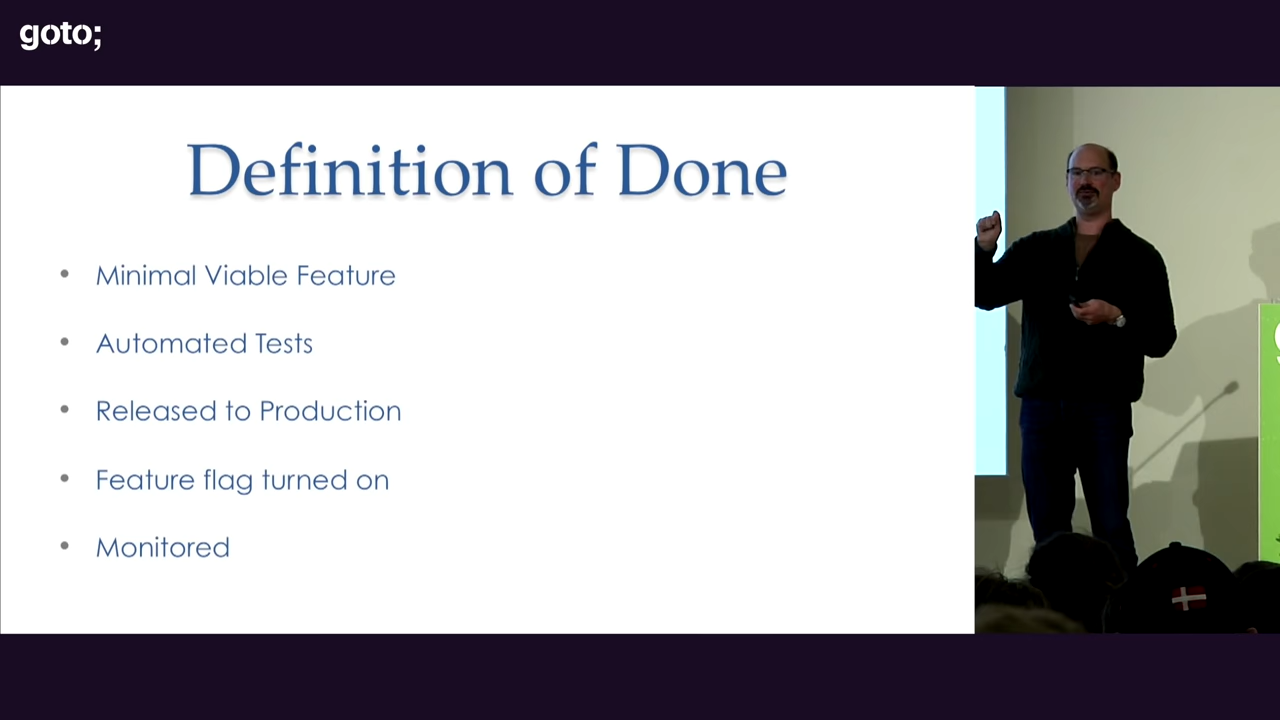 goto;
Definition of Done
• Minimal Viable Feature
• Automated Tests
• Released to Production
• Feature flag turned on
• Monitored